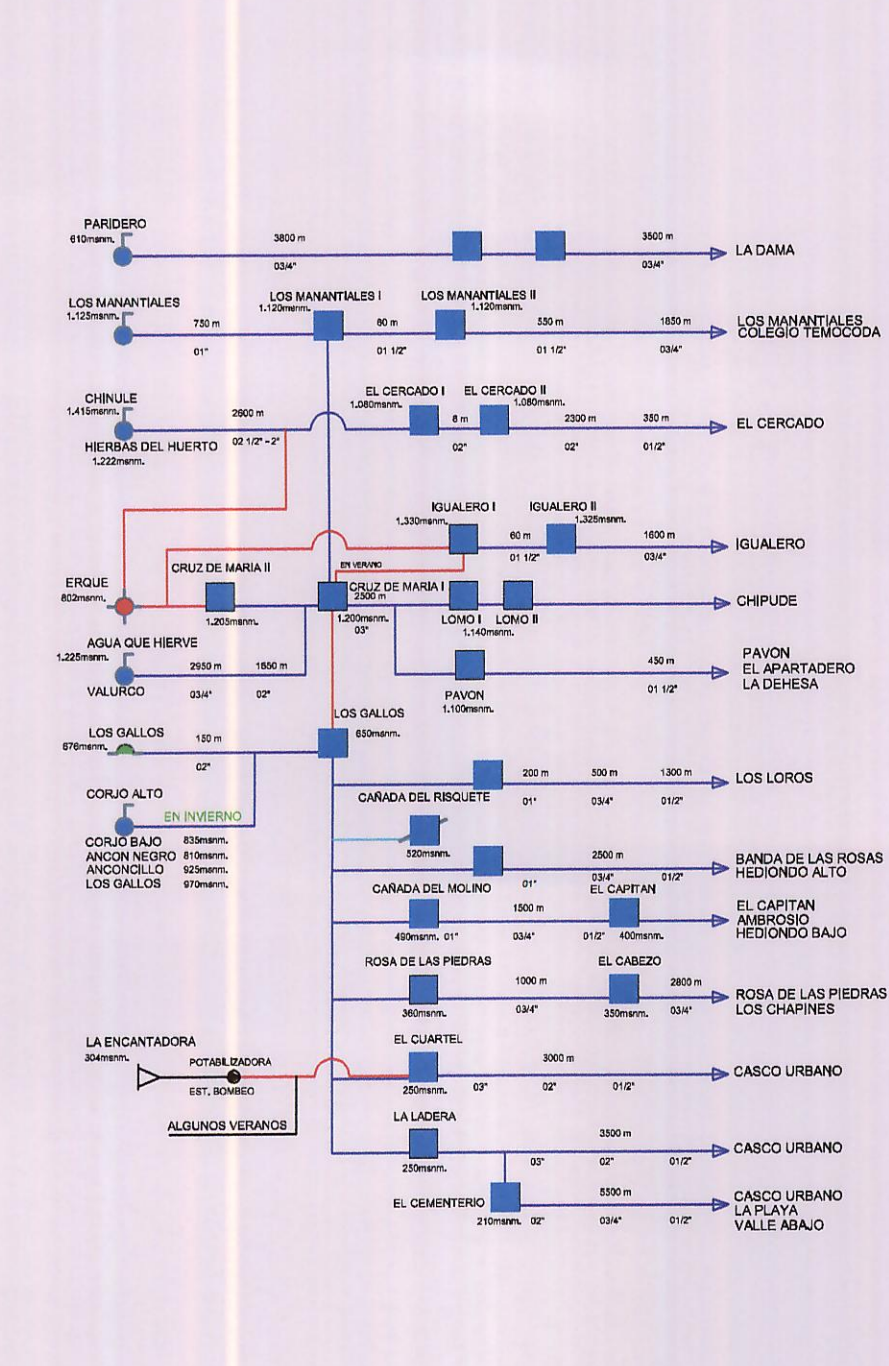 PARIDERO
610msnm.
3800 m
03/4"
3500 m
03/4"
LA DAMA
LOS MANANTIALES
1.125msnm.
750 m
01"
LOS MANANTIALES I
1.120msnm.
60 m
01 1/2"
LOS MANANTIALES II
1.120msnm.
550 m
01 1/2"
1850 m
03/4"
LOS MANANTIALES
COLEGIO TEMOCODA
CHINULE
1.415msnm.
HIERBAS DEL HUERTO
1.222msnm.
2600 m
02 1/2" - 2"
EL CERCADO I
1.080msnm.
8 m
02"
EL CERCADO II
1.080msnm.
2300 m
02"
350 m
01/2"
EL CERCADO
IGUALERO I
1.330msnm.
60 m
01 1/2"
IGUALERO II
1.325msnm.
1600 m
03/4"
IGUALERO
EN VERANO
ERQUE
802msnm.
CRUZ DE MARIA II
1.205msnm.
CRUZ DE MARIA I
2500 m
1.200msnm.
03"
LOMO I
LOMO II
1.140msnm.
CHIPUDE
AGUA QUE HIERVE
1.225msnm.
VALURCO
2950 m
03/4"
1650 m
02"
PAVON
1.100msnm.
450 m
01 1/2"
PAVON
EL APARTADERO
LA DEHESA
LOS GALLOS
676msnm.
150 m
02"
LOS GALLOS
650msnm.
CORJO ALTO
EN INVIERNO
CORJO BAJO 835msnm.
ANCON NEGRO 810msnm.
ANCONCILLO 925msnm.
LOS GALLOS 970msnm.
200 m
01"
500 m
03/4"
1300 m
01/2"
LOS LOROS
CAÑADA DEL RISQUETE
520msnm.
01"
2500 m
03/4"
01/2"
BANDA DE LAS ROSAS
HEDIONDO ALTO
CAÑADA DEL MOLINO
490msnm.
01"
1500 m
03/4"
01/2"
EL CAPITAN
400msnm.
EL CAPITAN
AMBROSIO
HEDIONDO BAJO
ROSA DE LAS PIEDRAS
360msnm.
1000 m
03/4"
EL CABEZO
350msnm.
2800 m
03/4"
ROSA DE LAS PIEDRAS
LOS CHAPINES
LA ENCANTADORA
304msnm.
POTABILIZADORA
EST. BOMBEO
ALGUNOS VERANOS
EL CUARTEL
250msnm.
03"
3000 m
02"
01/2"
CASCO URBANO
LA LADERA
250msnm.
03"
3500 m
02"
01/2"
CASCO URBANO
EL CEMENTERIO
210msnm.
02"
5500 m
03/4"
01/2"
CASCO URBANO
LA PLAYA
VALLE ABAJO